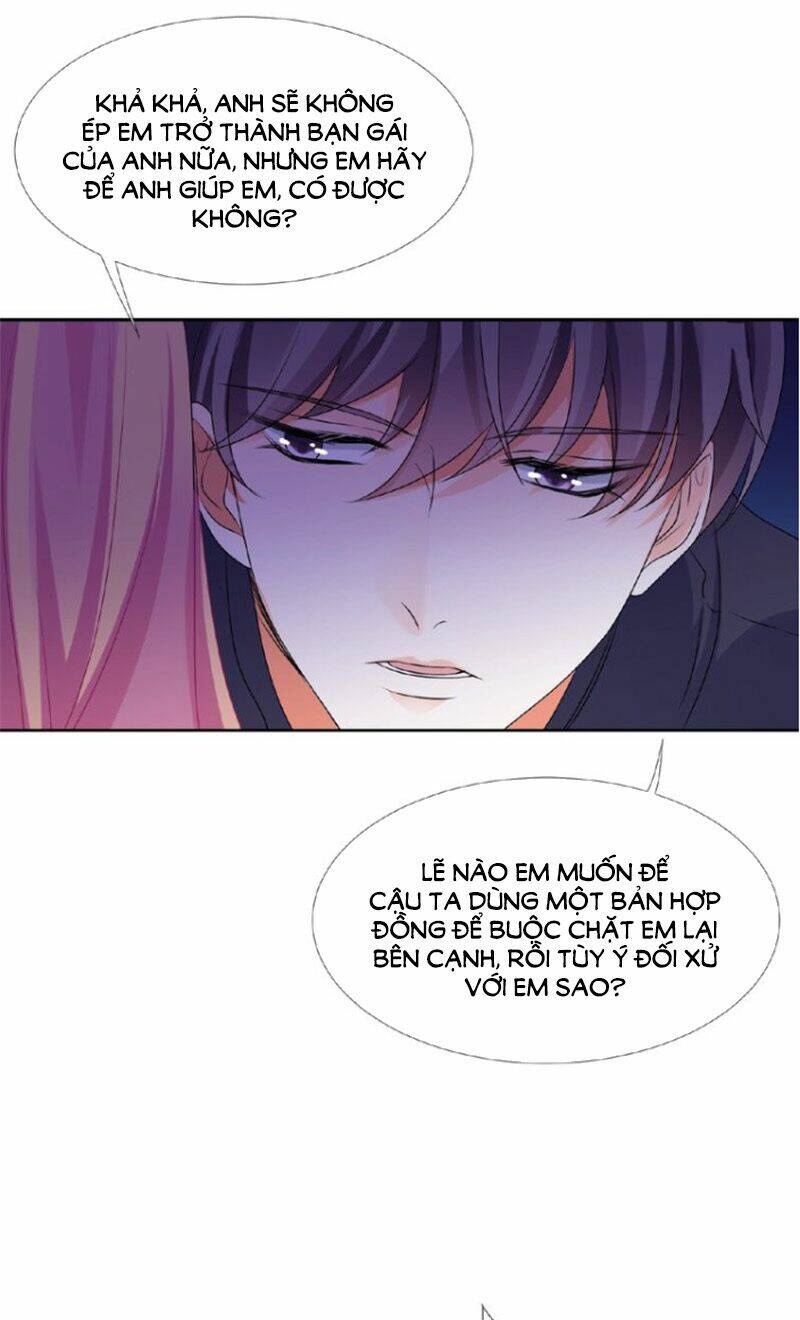 KHẢ KHẢ, ANH SẼ KHÔNG
ÉP EM TRỞ THÀNH BẠN GÁI
CỦA ANH NỮA, NHƯNG EM HÃY
ĐỂ ANH GIÚP EM, CÓ ĐƯỢC
KHÔNG?
LẼ NÀO EM MUỐN ĐỂ
CẬU TA DÙNG MỘT BẢN HỢP
ĐỒNG ĐỂ BUỘC CHẶT EM LẠI
BÊN CẠNH, RỒI TÙY Ý ĐỐI XỬ
VỚI EM SAO?